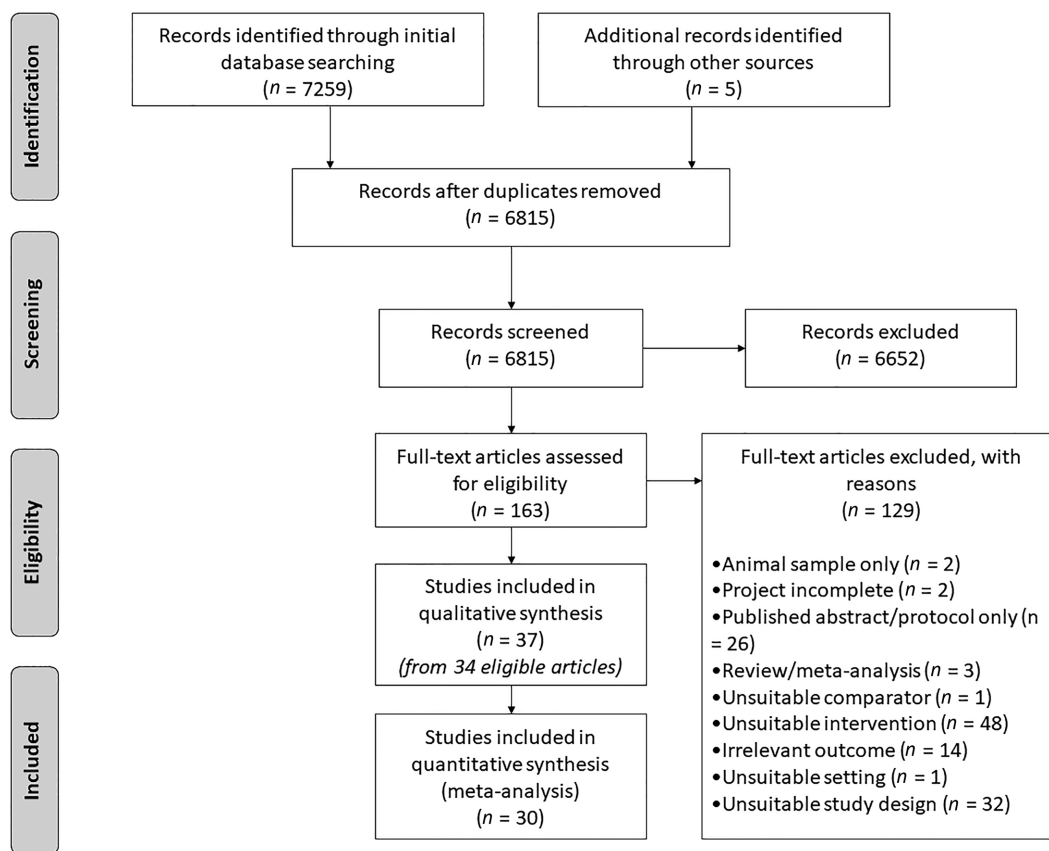 Identification
Records identified through initial
database searching
(n = 7259)
Additional records identified
through other sources
(n = 5)
Records after duplicates removed
(n = 6815)
Screening
Records screened
(n = 6815)
Records excluded
(n = 6652)
Eligibility
Full-text articles assessed
for eligibility
(n = 163)
Full-text articles excluded, with
reasons
(n = 129)
•Animal sample only (n = 2)
•Project incomplete (n = 2)
•Published abstract/protocol only (n
= 26)
•Review/meta-analysis (n = 3)
•Unsuitable comparator (n = 1)
•Unsuitable intervention (n = 48)
•Irrelevant outcome (n = 14)
•Unsuitable setting (n = 1)
•Unsuitable study design (n = 32)
Studies included in
qualitative synthesis
(n = 37)
(from 34 eligible articles)
Included
Studies included in
quantitative synthesis
(meta-analysis)
(n = 30)